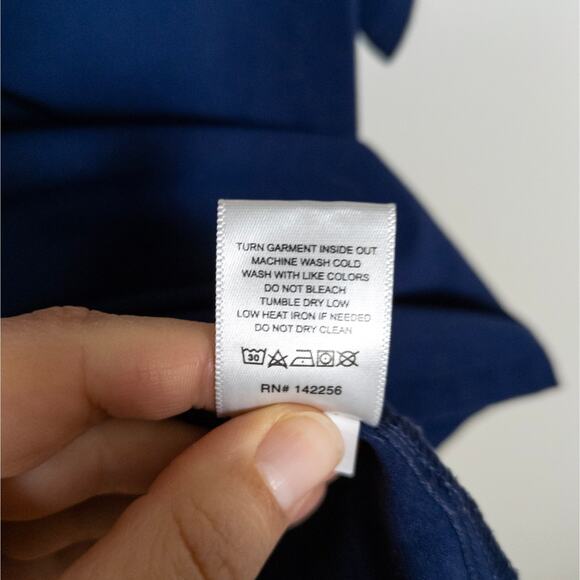 TURN GARMENT INSIDE OUT
MACHINE WASH COLD
WASH WITH LIKE COLORS
DO NOT BLEACH
TUMBLE DRY LOW
LOW HEAT IRON IF NEEDED
DO NOT DRY CLEAN
30
RN# 142256